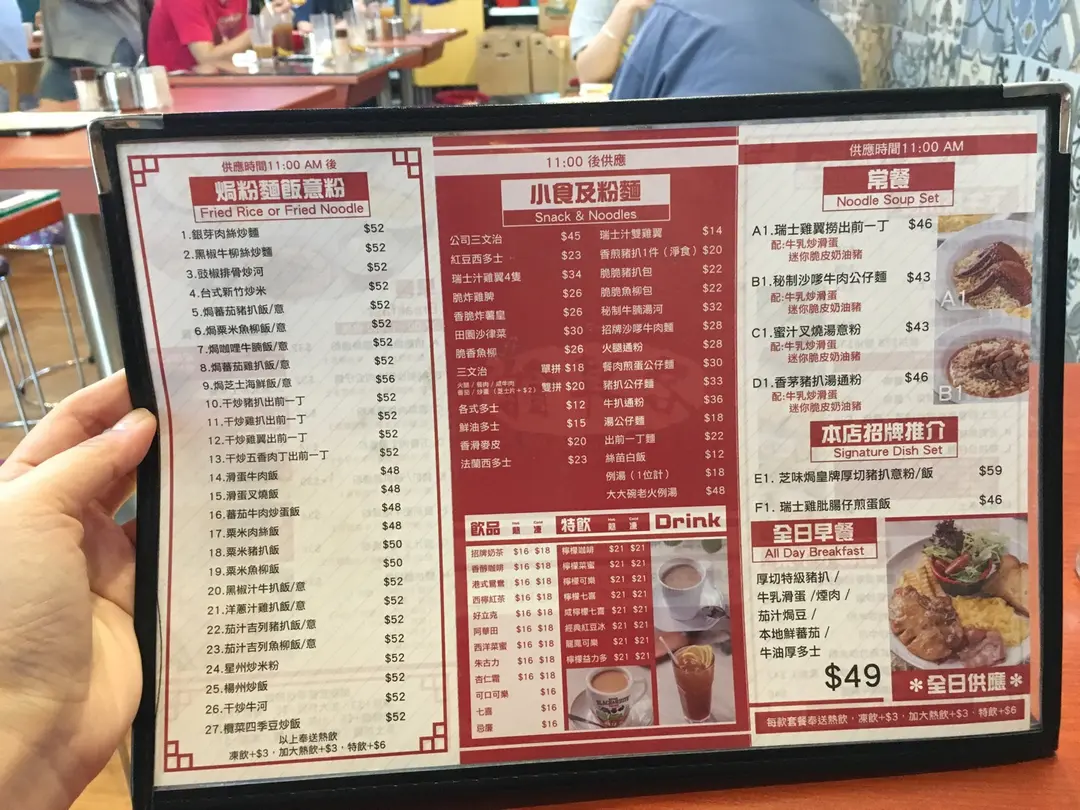 供應時間11:00 AM 後
焗粉麵飯意粉
Fried Rice or Fried Noodle
1.銀芽肉絲炒麵 $52
2.黑椒牛柳絲炒麵 $52
3.豉椒排骨炒河 $52
4.台式新竹炒米 $52
5.焗蕃茄豬扒飯/意 $52
6.焗粟米魚柳飯/意 $52
7.焗咖喱牛腩飯/意 $52
8.焗蕃茄雞扒飯/意 $52
9.焗芝士海鮮飯/意 $56
10.干炒豬扒出前一丁 $52
11.干炒雞扒出前一丁 $52
12.干炒雞翼出前一丁 $52
13.干炒五香肉丁出前一丁 $52
14.滑蛋牛肉飯 $48
15.滑蛋叉燒飯 $48
16.蕃茄牛肉炒蛋飯 $48
17.粟米肉絲飯 $48
18.粟米豬扒飯 $50
19.粟米魚柳飯 $50
20.黑椒汁牛扒飯/意 $52
21.洋蔥汁雞扒飯/意 $52
22.茄汁吉列豬扒飯/意 $52
23.茄汁吉列魚柳飯/意 $52
24.星州炒米粉 $52
25.楊州炒飯 $52
26.干炒牛河 $52
27.欖菜四季豆炒飯 $52
以上奉送熱飲
凍飲+$3﹐加大熱飲+$3﹐特飲+$6
11:00 後供應
小食及粉麵
Snack & Noodles
公司三文治 $45
紅豆西多士 $23
瑞士汁雞翼4隻 $34
脆炸雞脾 $26
香脆炸薯皇 $26
田園沙律菜 $30
脆香魚柳 $26
三文治 單拼 $18
火腿 / 餐肉 / 咸牛肉
蕃茄 / 炒蛋 (芝士片+$2) 雙拼 $20
各式多士 $12
鮮油多士 $15
香滑麥皮 $20
法蘭西多士 $23
瑞士汁雙雞翼 $14
香煎豬扒1件 (淨食) $20
脆脆豬扒包 $22
脆脆魚柳包 $22
秘制牛腩湯河 $32
招牌沙嗲牛肉麵 $28
火腿通粉 $28
餐肉煎蛋公仔麵 $30
豬扒公仔麵 $33
牛扒通粉 $36
湯公仔麵 $18
出前一丁麵 $22
絲苗白飯 $12
例湯 (1位計) $18
大大碗老火例湯 $48
飲品 Hot 熱 Cold 凍
特飲 Hot 熱 Cold 凍
Drink
招牌奶茶 $16 $18
香醇咖啡 $16 $18
港式鴛鴦 $16 $18
西檸紅茶 $16 $18
好立克 $16 $18
阿華田 $16 $18
西洋菜蜜 $16 $18
朱古力 $16 $18
杏仁霜 $16 $18
可口可樂 $16
七喜 $16
忌廉 $16
檸檬咖啡 $21 $21
檸檬菜蜜 $21 $21
檸檬可樂 $21 $21
檸檬七喜 $21 $21
咸檸檬七喜 $21 $21
經典紅豆冰 $21 $21
龍鳳可樂 $21 $21
檸檬益力多 $21 $21
供應時間11:00 AM
常餐
Noodle Soup Set
A1.瑞士雞翼撈出前一丁 $46
配:牛乳炒滑蛋
迷你脆皮奶油豬
B1.秘制沙嗲牛肉公仔麵 $43
配:牛乳炒滑蛋
迷你脆皮奶油豬
C1.蜜汁叉燒湯意粉 $43
配:牛乳炒滑蛋
迷你脆皮奶油豬
D1.香茅豬扒湯通粉 $46
配:牛乳炒滑蛋
迷你脆皮奶油豬
A1
B1
本店招牌推介
Signature Dish Set
E1. 芝味焗皇牌厚切豬扒意粉/飯 $59
F1. 瑞士雞肶腸仔煎蛋飯 $46
全日早餐
All Day Breakfast
厚切特級豬扒 /
牛乳滑蛋 /煙肉 /
茄汁焗豆 /
本地鮮蕃茄 /
牛油厚多士
$49
*全日供應*
每款套餐奉送熱飲﹐凍飲+$3﹐加大熱飲+$3﹐特飲+$6